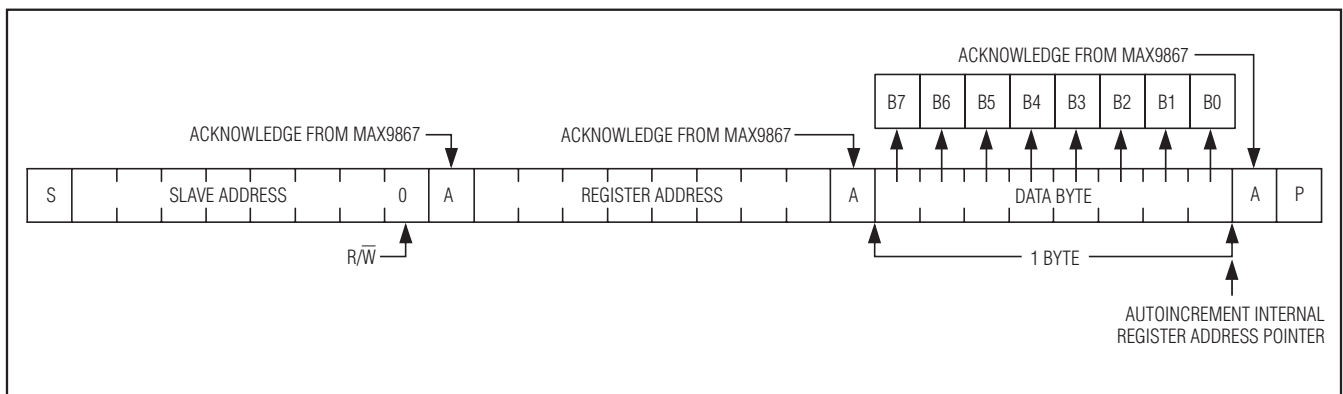 ACKNOWLEDGE FROM MAX9867
B7 B6 B5 B4 B3 B2 B1 B0
ACKNOWLEDGE FROM MAX9867
ACKNOWLEDGE FROM MAX9867
S SLAVE ADDRESS 0 A REGISTER ADDRESS A DATA BYTE A P
R/W̅
1 BYTE
AUTOINCREMENT INTERNAL
REGISTER ADDRESS POINTER